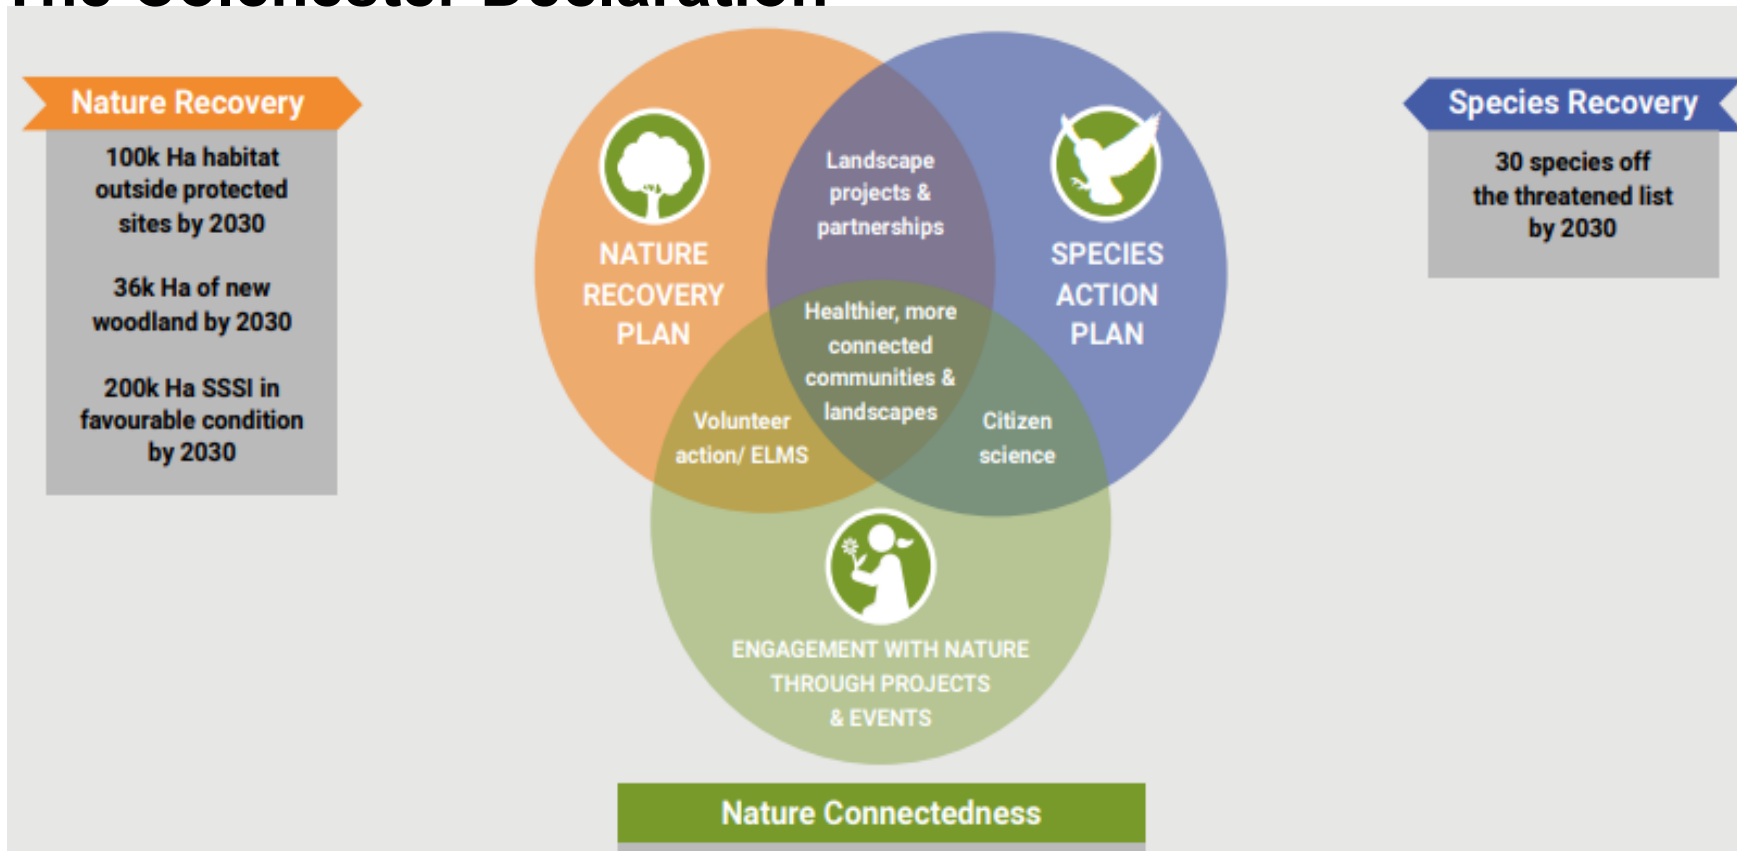 The Colchester Declaration
Nature Recovery
100k Ha habitat
outside protected
sites by 2030
36k Ha of new
woodland by 2030
200k Ha SSSI in
favourable condition
by 2030
NATURE
RECOVERY
PLAN
Landscape
projects &
partnerships
SPECIES
ACTION
PLAN
Healthier, more
connected
communities &
landscapes
Volunteer
action/ ELMS
Citizen
science
ENGAGEMENT WITH NATURE
THROUGH PROJECTS
& EVENTS
Species Recovery
30 species off
the threatened list
by 2030
Nature Connectedness